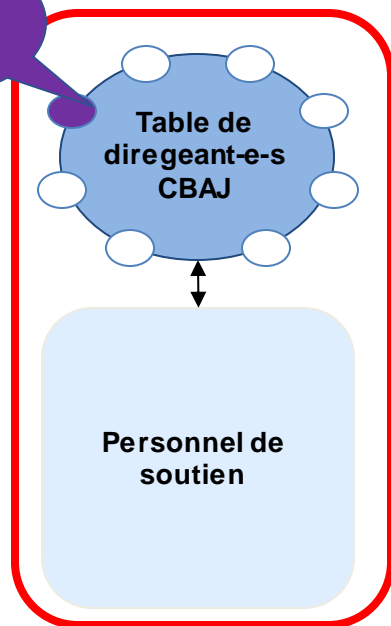 Table de
diregeant-e-s
CBAJ
Personnel de
soutien